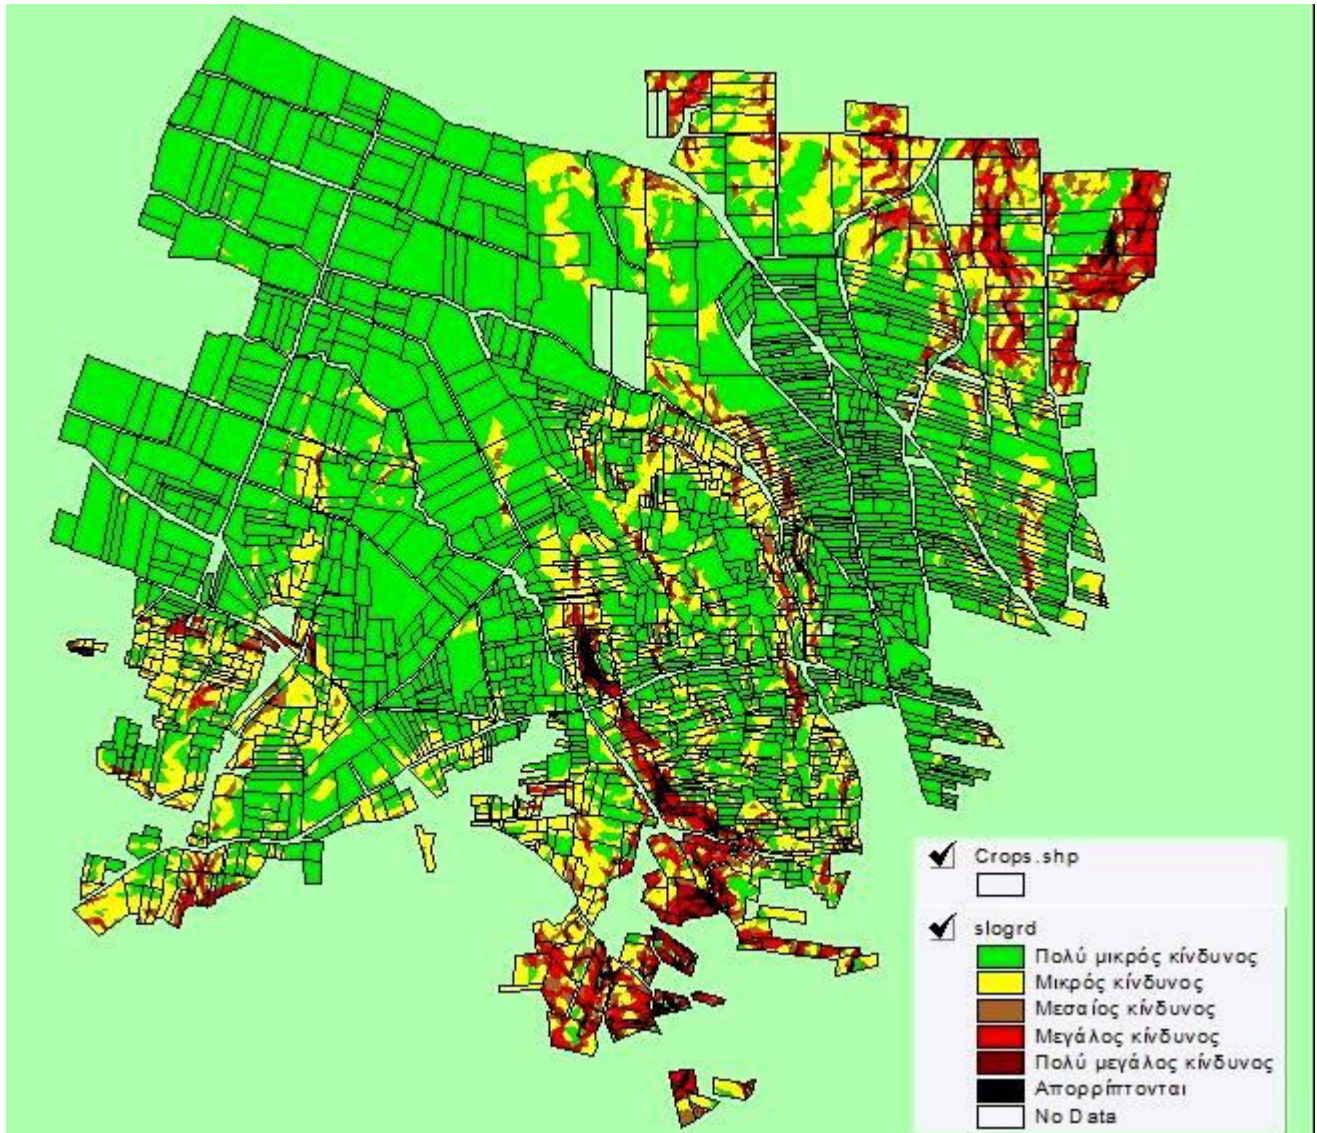 Crops.shp
slogrd
Πολύ μικρός κίνδυνος
Μικρός κίνδυνος
Μεσαίος κίνδυνος
Μεγάλος κίνδυνος
Πολύ μεγάλος κίνδυνος
Απορρίπτονται
No Data